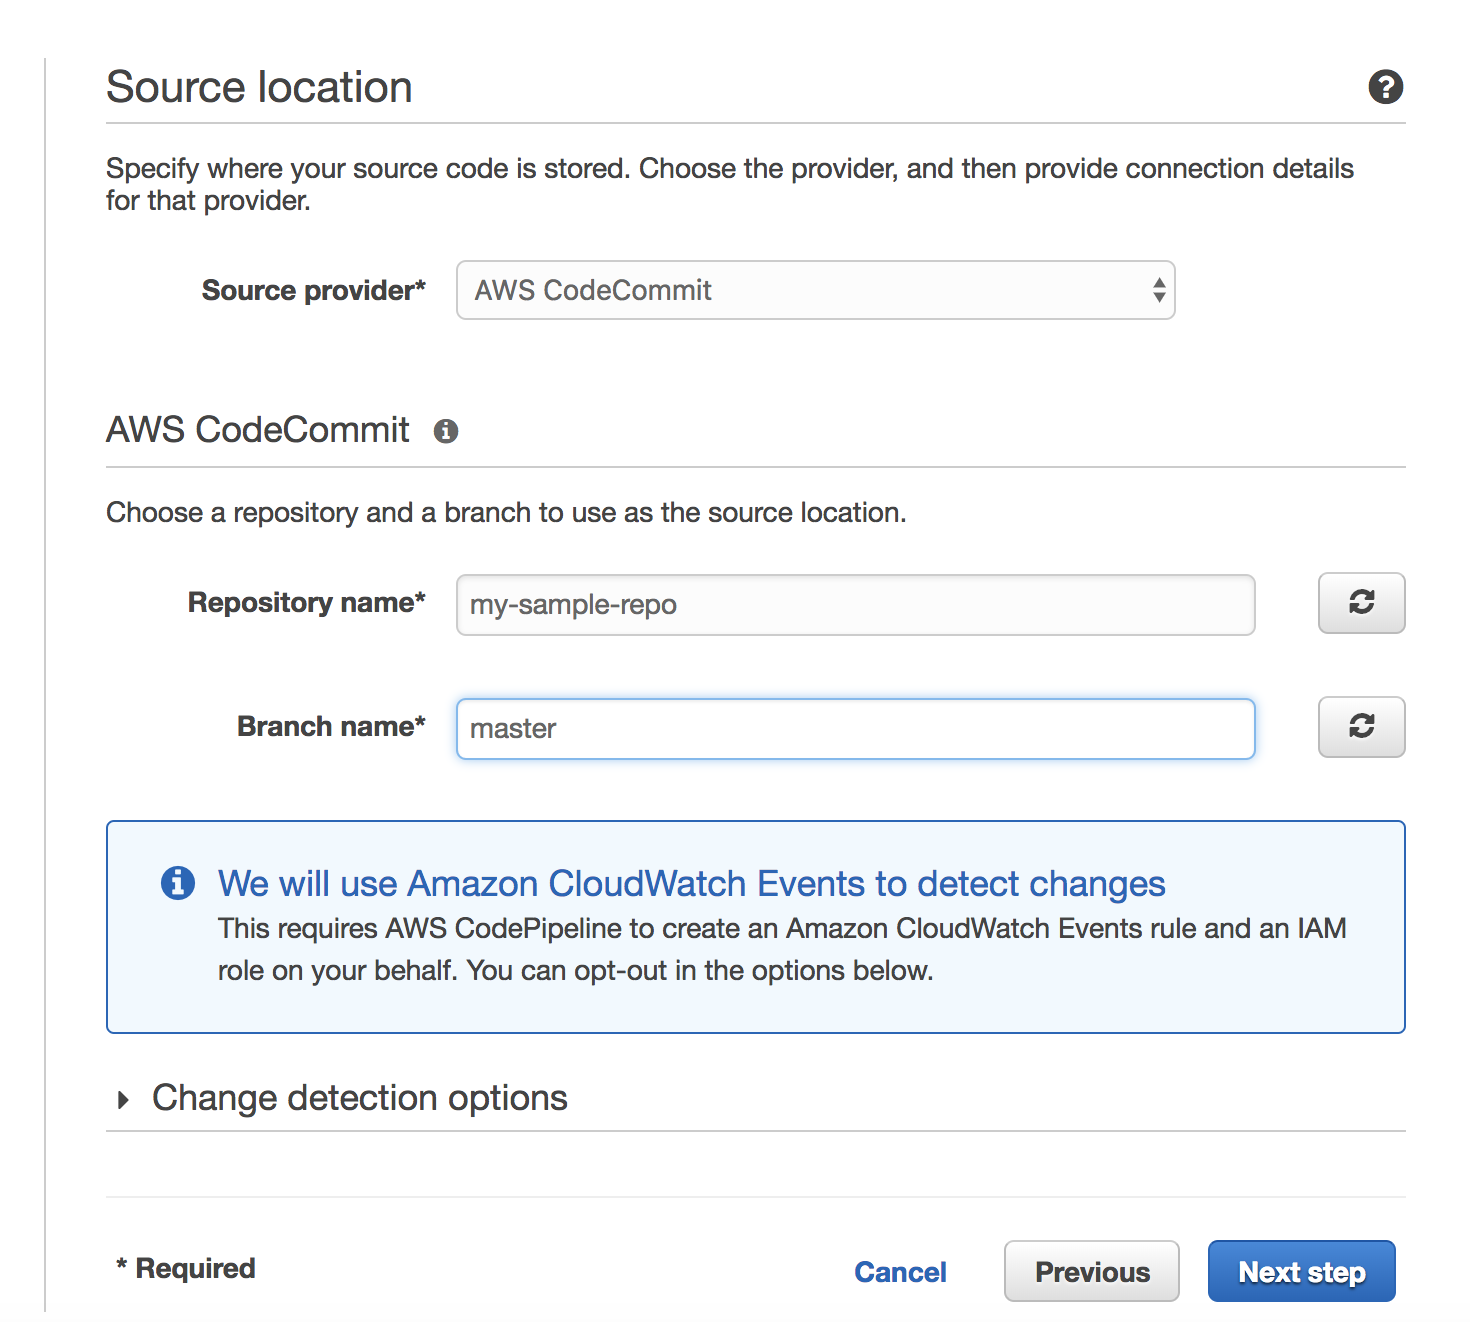 Source location
Specify where your source code is stored. Choose the provider, and then provide connection details
for that provider.
Source provider* AWS CodeCommit
AWS CodeCommit
Choose a repository and a branch to use as the source location.
Repository name* my-sample-repo
Branch name* master
We will use Amazon CloudWatch Events to detect changes
This requires AWS CodePipeline to create an Amazon CloudWatch Events rule and an IAM
role on your behalf. You can opt-out in the options below.
Change detection options
* Required Cancel Previous Next step